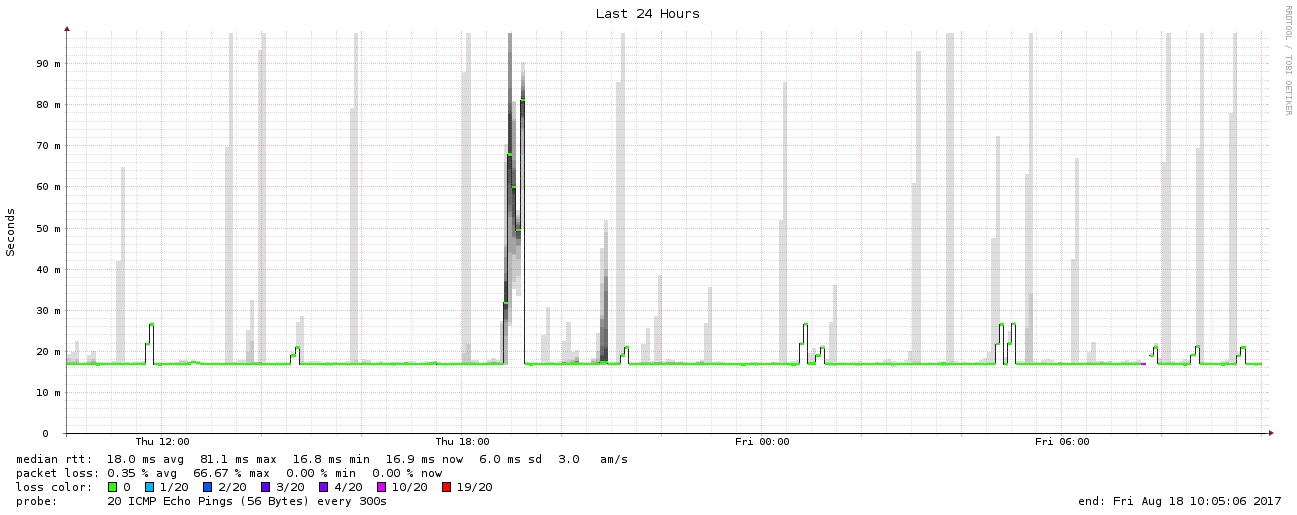 Last 24 Hours
RRDTOOL / TOBI OETIKER
Seconds
90 m
80 m
70 m
60 m
50 m
40 m
30 m
20 m
10 m
0
Thu 12:00 Thu 18:00 Fri 00:00 Fri 06:00
median rtt: 18.0 ms avg 81.1 ms max 16.8 ms min 16.9 ms now 6.0 ms sd 3.0 am/s
packet loss: 0.35 % avg 66.67 % max 0.00 % min 0.00 % now
loss color: 0 1/20 2/20 3/20 4/20 10/20 19/20
probe: 20 ICMP Echo Pings (56 Bytes) every 300s end: Fri Aug 18 10:05:06 2017